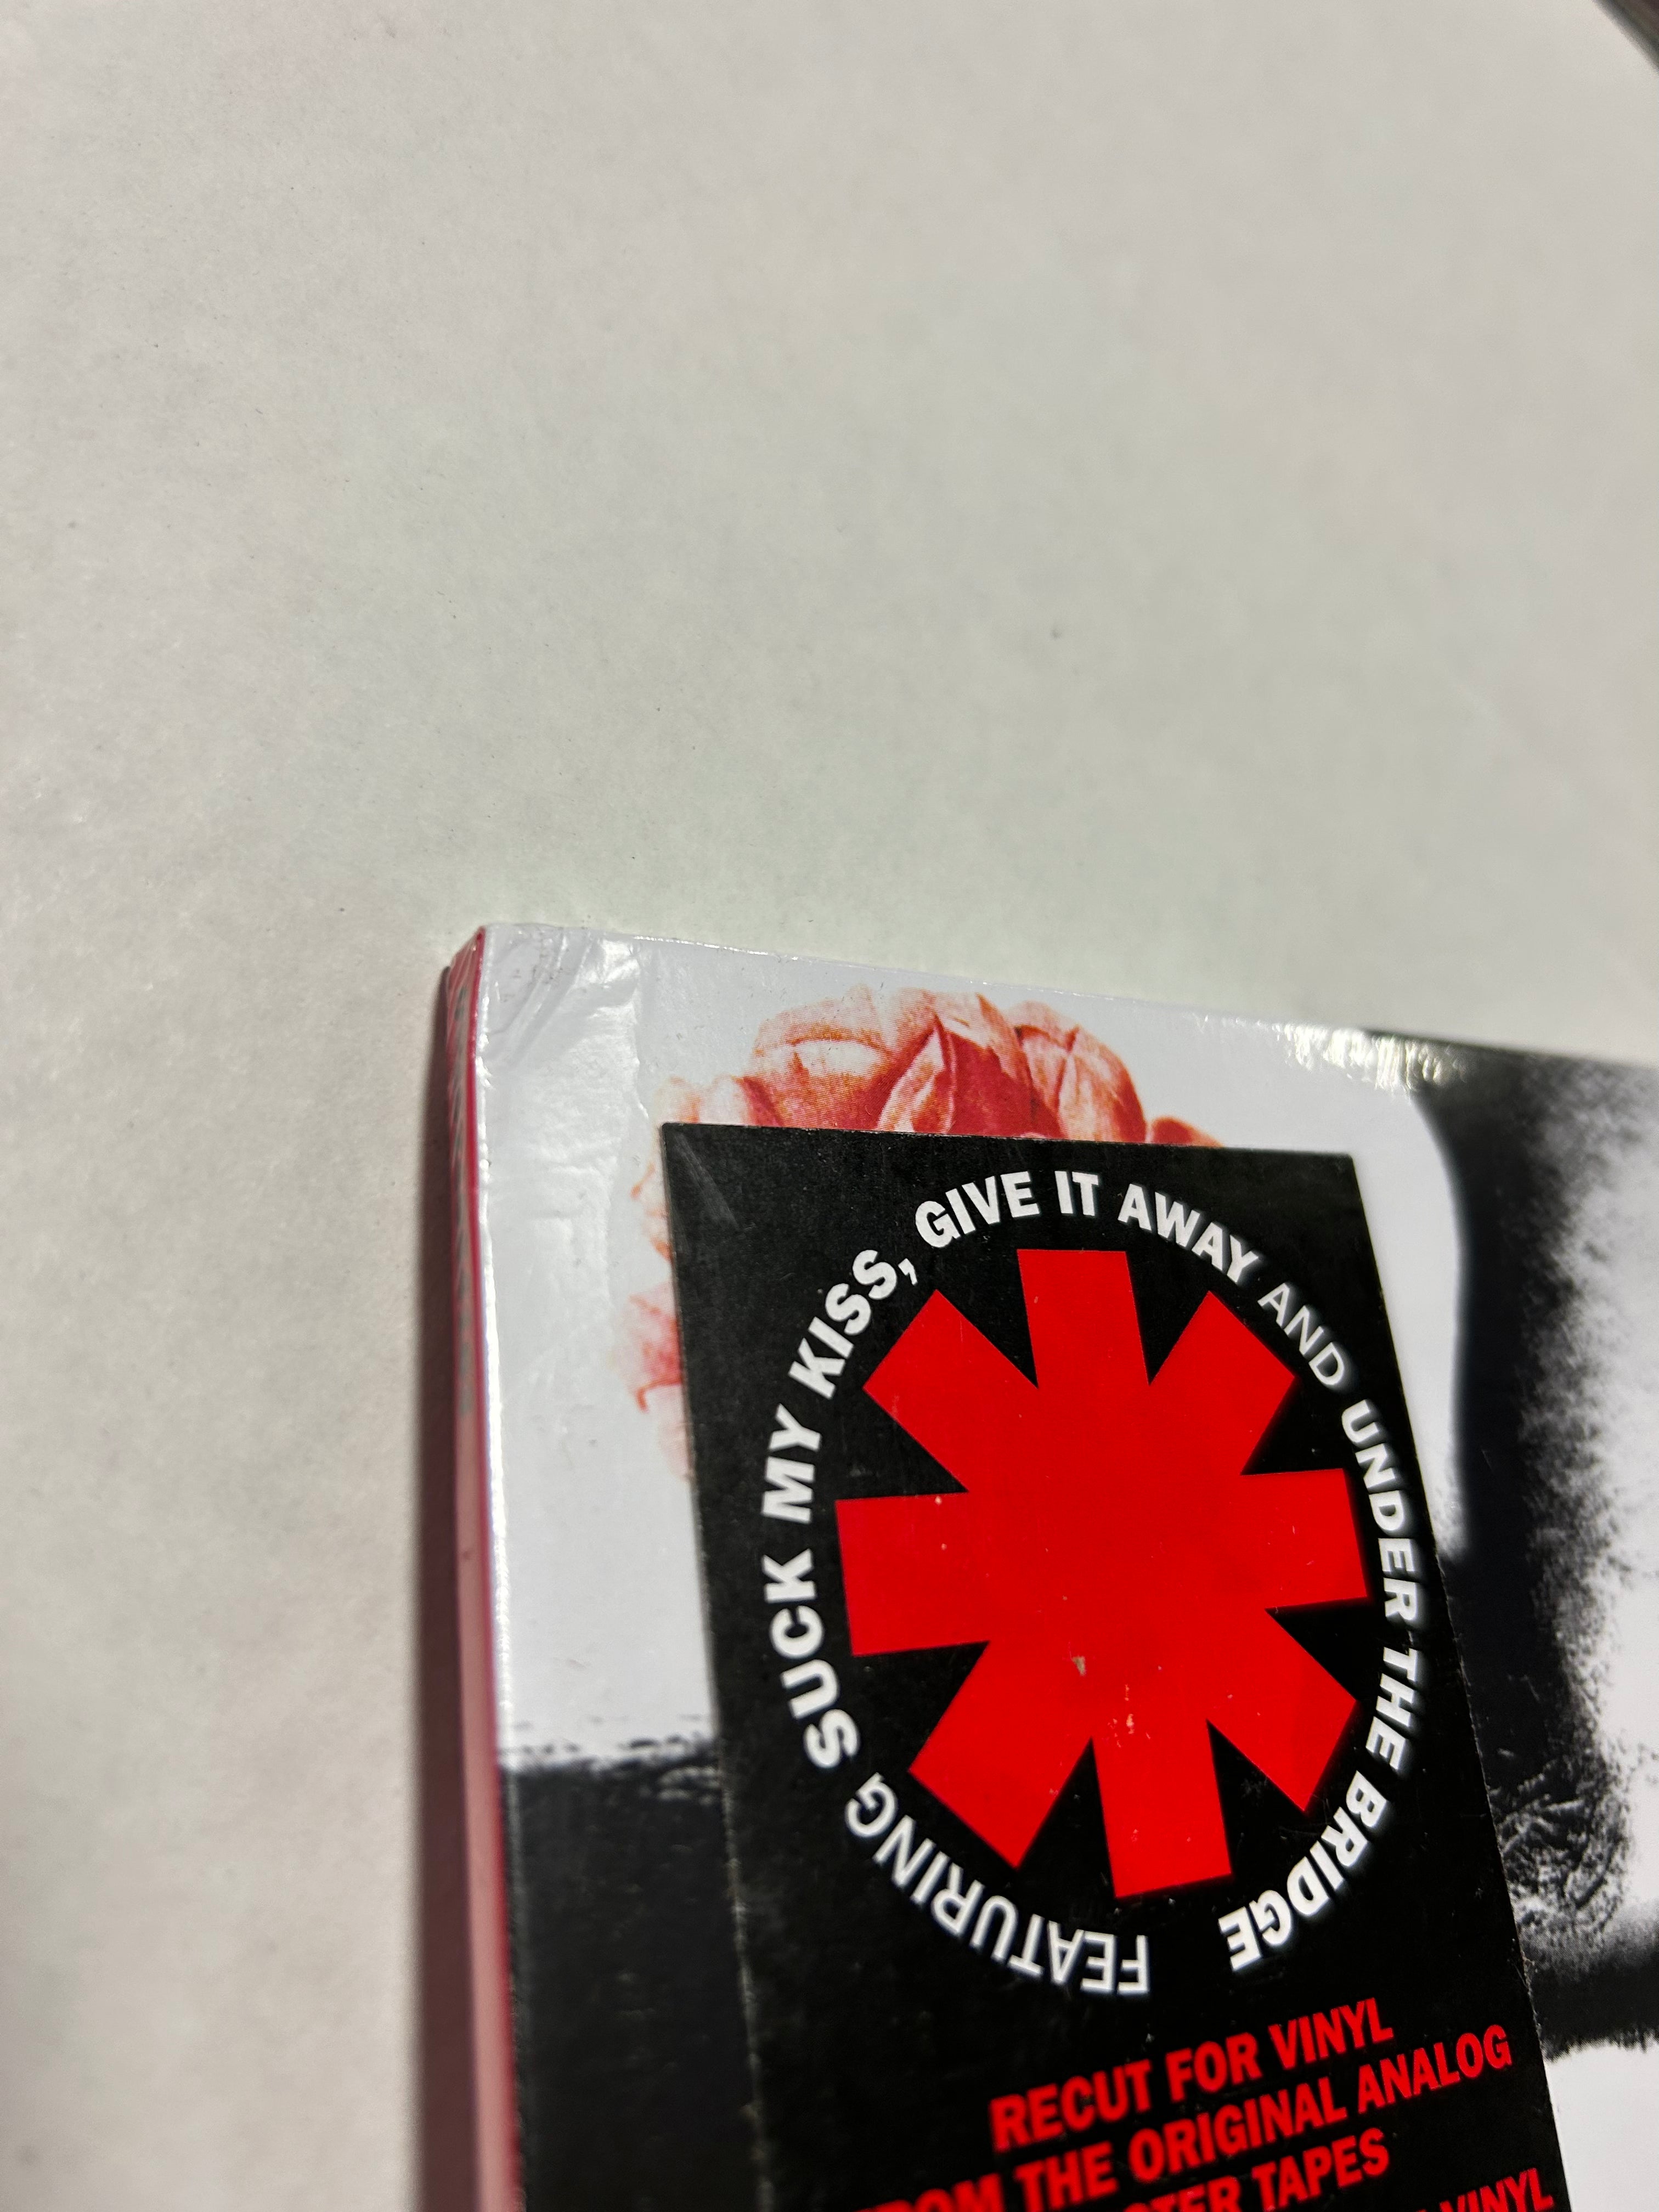 FEATURING SUCK MY KISS, GIVE IT AWAY AND UNDER THE BRIDGE
RECUT FOR VINYL
FROM THE ORIGINAL ANALOG
TAPES
VINYL